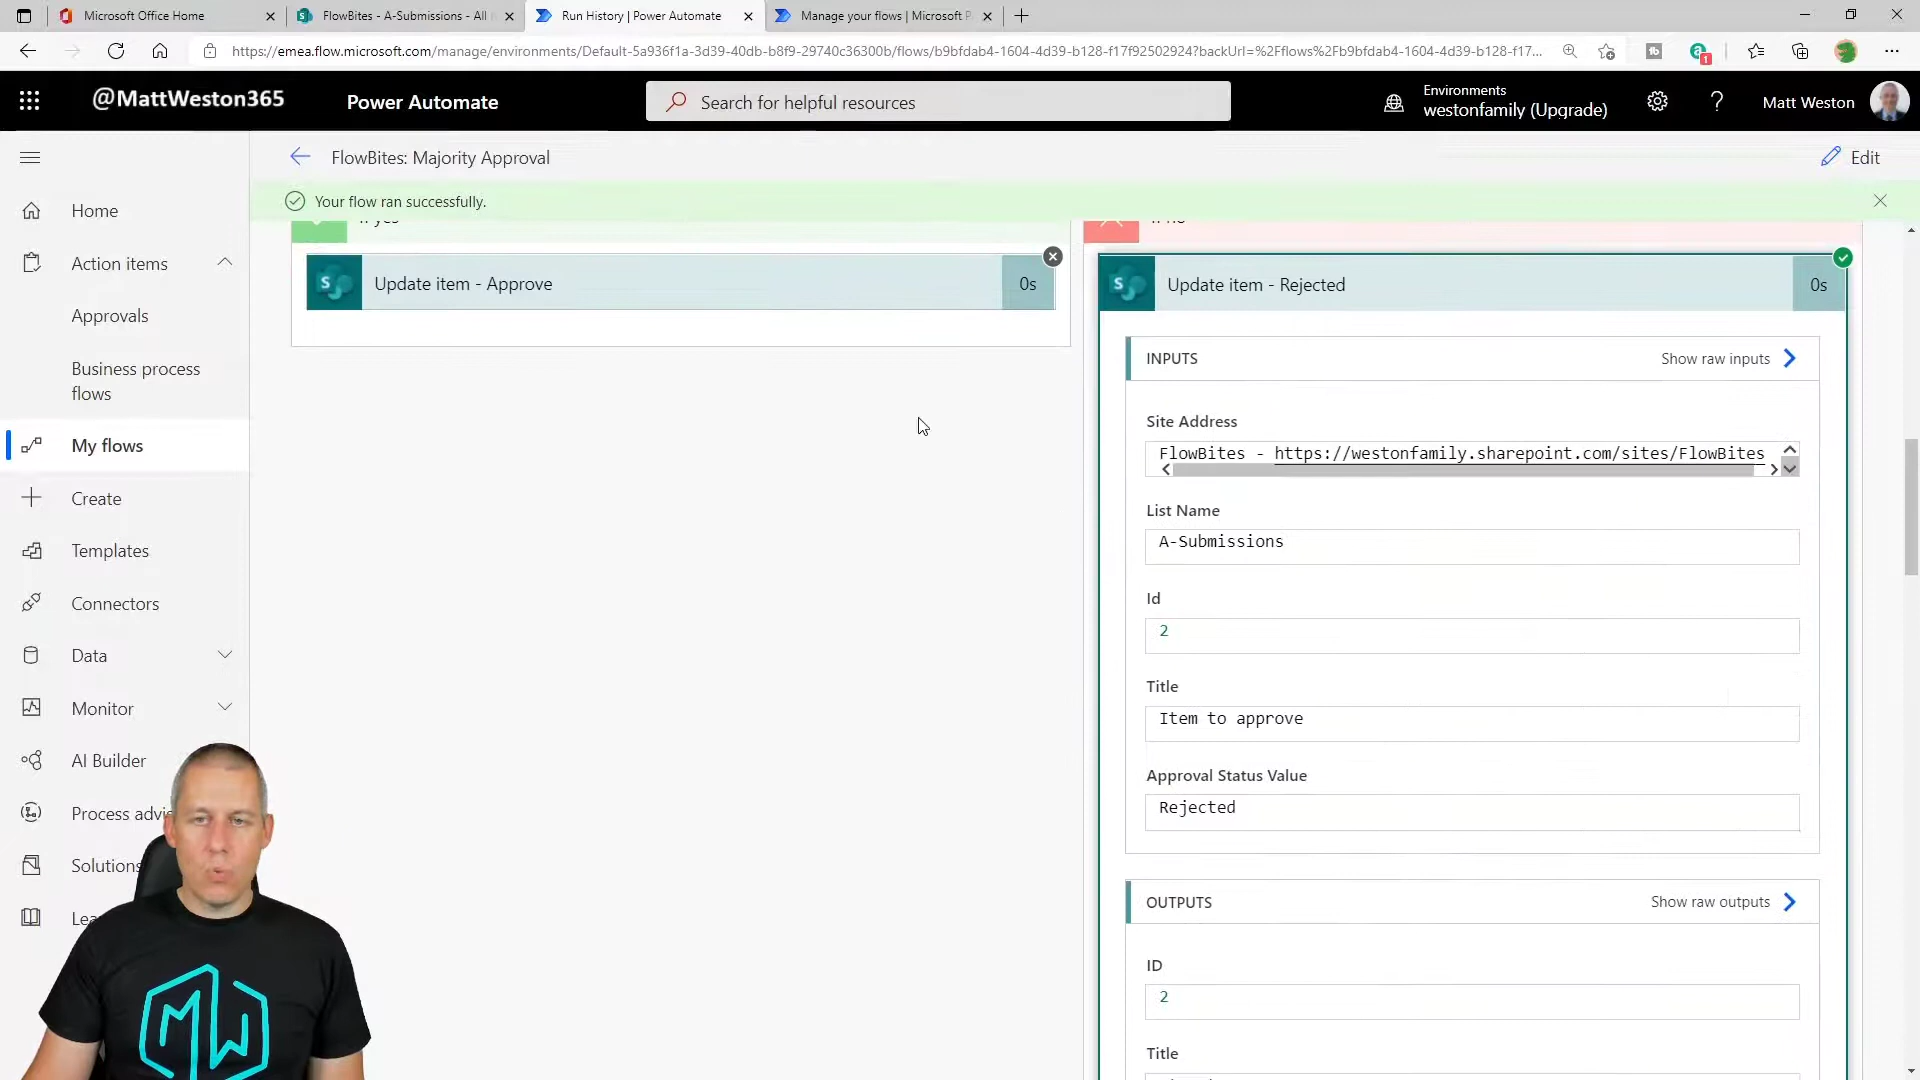 Microsoft Office Home
FlowBites - A-Submissions - All
Run History | Power Automate
Manage your flows | Microsoft P
https://emea.flow.microsoft.com/manage/environments/Default-5a936f1a-3d39-40db-b8f9-29740c36300b/flows/b9bfdab4-1604-4d39-b128-f17f92502924?backUrl=%2Fflows%2Fb9bfdab4-1604-4d39-b128-f17...
1
@MattWeston365
Power Automate
Search for helpful resources
Environments
westonfamily (Upgrade)
?
Matt Weston
FlowBites: Majority Approval
Edit
Your flow ran successfully.
Home
Action items
Approvals
Business process
flows
My flows
Create
Templates
Connectors
Data
Monitor
AI Builder
Process advis
Solutions
Lea
S
Update item - Approve
0s
S
Update item - Rejected
0s
INPUTS
Show raw inputs
Site Address
FlowBites - https://westonfamily.sharepoint.com/sites/FlowBites
List Name
A-Submissions
Id
2
Title
Item to approve
Approval Status Value
Rejected
OUTPUTS
Show raw outputs
ID
2
Title
MW